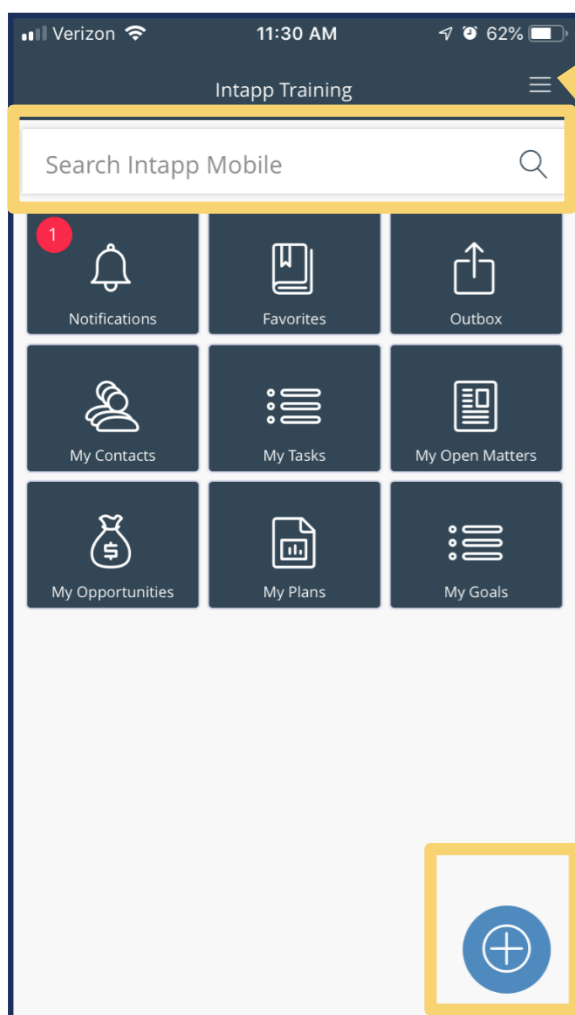 Verizon 11:30 AM 62%
Intapp Training
Search Intapp Mobile
1
Notifications Favorites Outbox
My Contacts My Tasks My Open Matters
$
My Opportunities My Plans My Goals